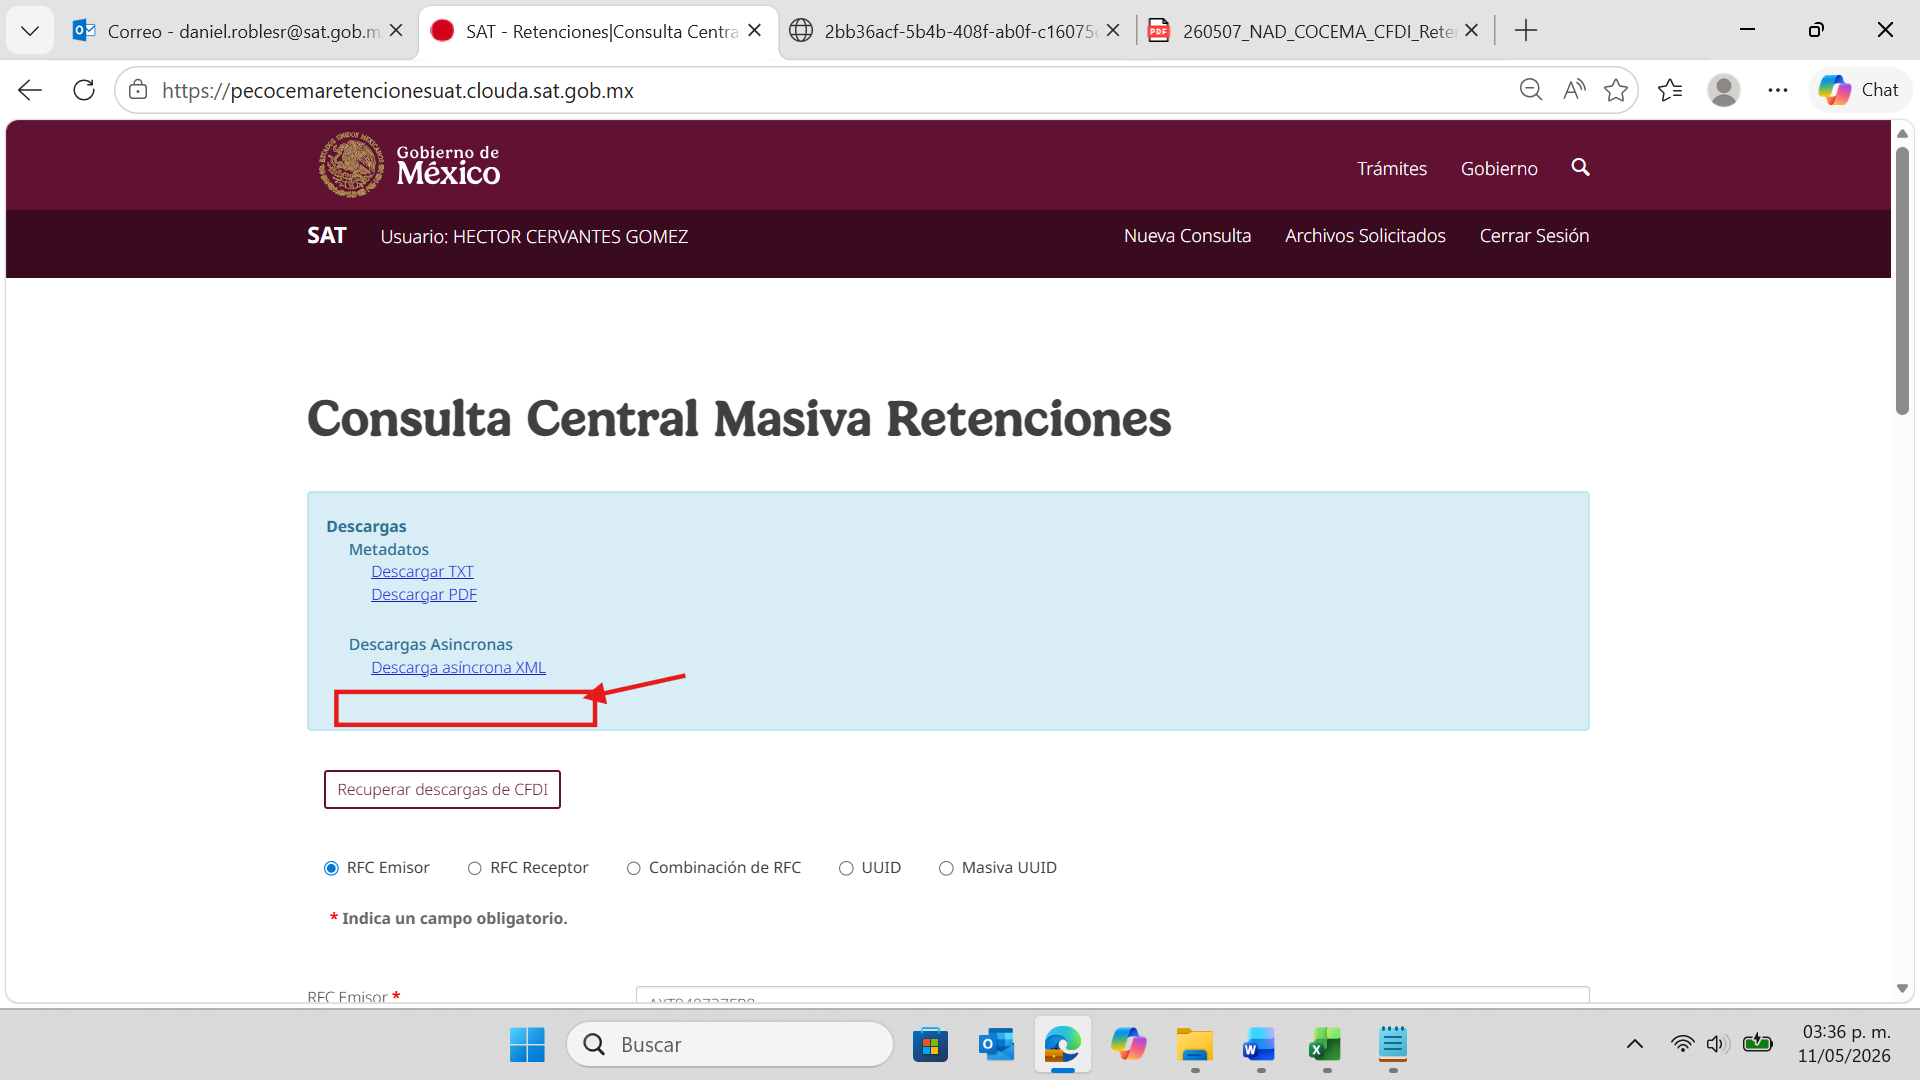 Correo - daniel.roblesr@sat.gob.m
SAT - Retenciones|Consulta Centra
2bb36acf-5b4b-408f-ab0f-c16075
260507_NAD_COCEMA_CFDI_Rete
https://pecocemaretencionesuat.clouda.sat.gob.mx
Chat
Gobierno de
México
Trámites
Gobierno
SAT
Usuario: HECTOR CERVANTES GOMEZ
Nueva Consulta
Archivos Solicitados
Cerrar Sesión
Consulta Central Masiva Retenciones
Descargas
Metadatos
Descargar TXT
Descargar PDF
Descargas Asincronas
Descarga asíncrona XML
Recuperar descargas de CFDI
RFC Emisor
RFC Receptor
Combinación de RFC
UUID
Masiva UUID
* Indica un campo obligatorio.
RFC Emisor *
Buscar
03:36 p. m.
11/05/2026